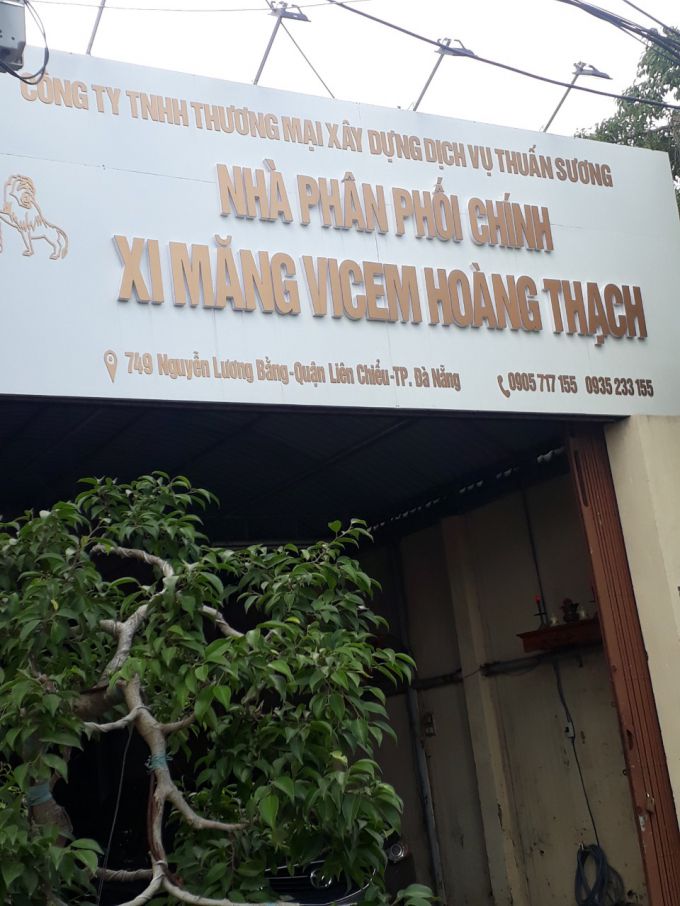 CÔNG TY TNHH THƯƠNG MẠI XÂY DỰNG DỊCH VỤ THUẤN SƯƠNG
NHÀ PHÂN PHỐI CHÍNH
XI MĂNG VICEM HOÀNG THẠCH
749 Nguyễn Lương Bằng-Quận Liên Chiểu-TP. Đà Nẵng
0905 717 155 0935 233 155